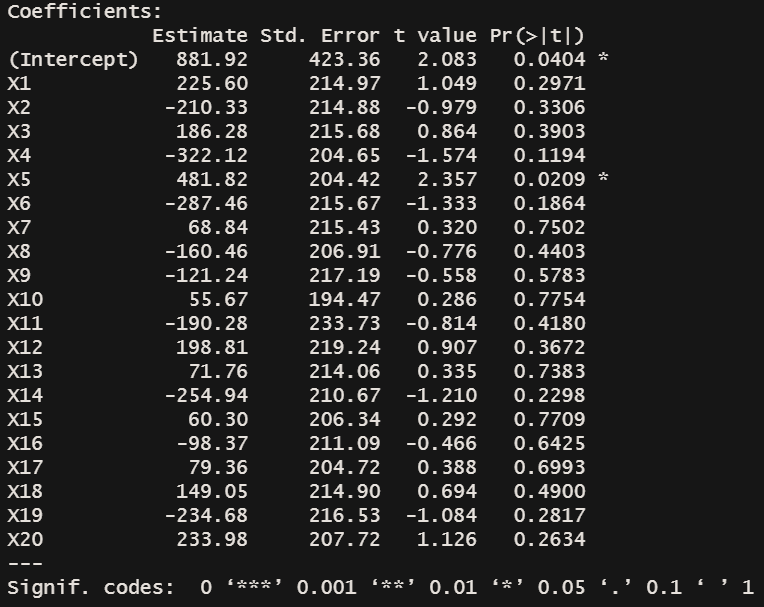 Coefficients:
            Estimate Std. Error t value Pr(>|t|)
(Intercept)   881.92     423.36   2.083   0.0404 *
X1            225.60     214.97   1.049   0.2971
X2           -210.33     214.88  -0.979   0.3306
X3            186.28     215.68   0.864   0.3903
X4           -322.12     204.65  -1.574   0.1194
X5            481.82     204.42   2.357   0.0209 *
X6           -287.46     215.67  -1.333   0.1864
X7             68.84     215.43   0.320   0.7502
X8           -160.46     206.91  -0.776   0.4403
X9           -121.24     217.19  -0.558   0.5783
X10            55.67     194.47   0.286   0.7754
X11          -190.28     233.73  -0.814   0.4180
X12           198.81     219.24   0.907   0.3672
X13            71.76     214.06   0.335   0.7383
X14          -254.94     210.67  -1.210   0.2298
X15            60.30     206.34   0.292   0.7709
X16           -98.37     211.09  -0.466   0.6425
X17            79.36     204.72   0.388   0.6993
X18           149.05     214.90   0.694   0.4900
X19          -234.68     216.53  -1.084   0.2817
X20           233.98     207.72   1.126   0.2634
---
Signif. codes:  0 ‘***’ 0.001 ‘**’ 0.01 ‘*’ 0.05 ‘.’ 0.1 ‘ ’ 1